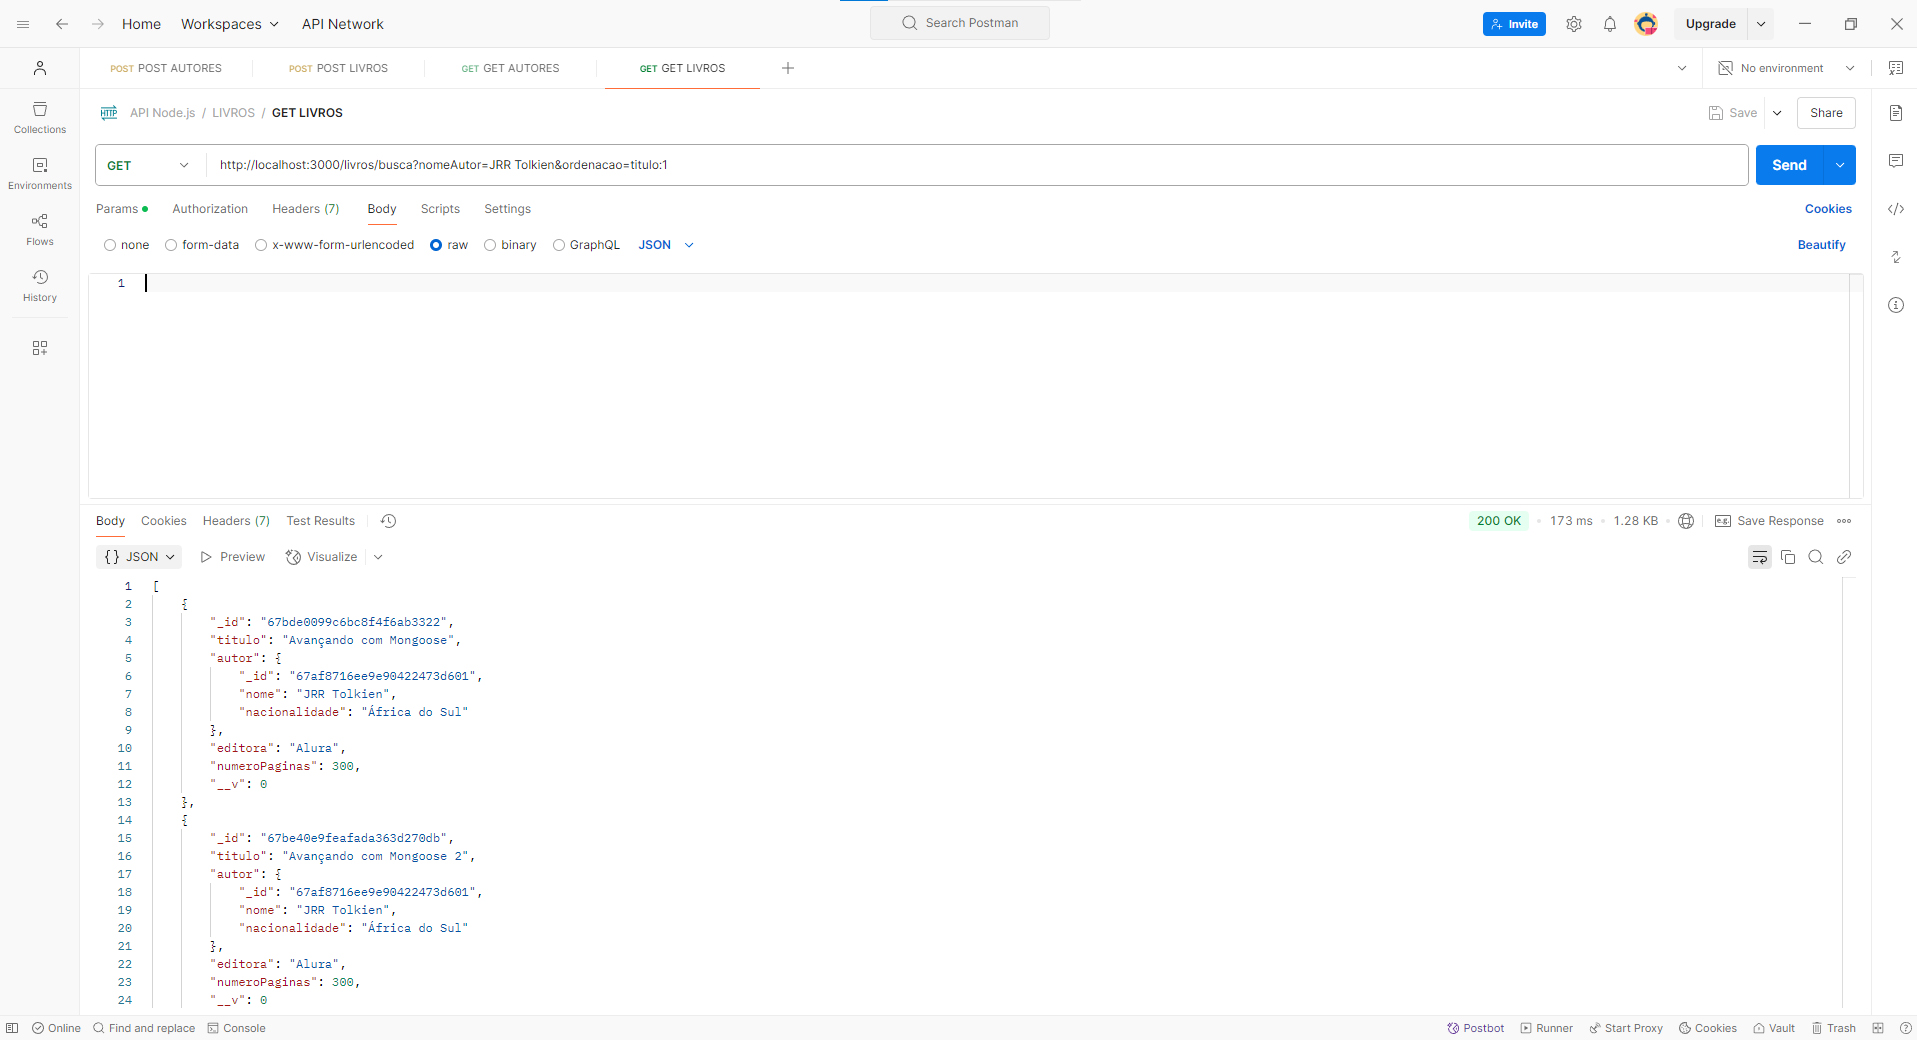 Home Workspaces API Network Search Postman Invite Upgrade
POST POST AUTORES POST POST LIVROS GET GET AUTORES GET GET LIVROS No environment
HTTP API Node.js / LIVROS / GET LIVROS Save Share
Collections
GET http://localhost:3000/livros/busca?nomeAutor=JRR Tolkien&ordenacao=titulo:1 Send
Environments
Params Authorization Headers (7) Body Scripts Settings Cookies
Flows
none form-data x-www-form-urlencoded raw binary GraphQL JSON Beautify
History
1
Body Cookies Headers (7) Test Results 200 OK 173 ms 1.28 KB e.g. Save Response
{} JSON Preview Visualize
1 [
2 {
3 "_id": "67bde0099c6bc8f4f6ab3322",
4 "titulo": "Avançando com Mongoose",
5 "autor": {
6 "_id": "67af8716ee9e90422473d601",
7 "nome": "JRR Tolkien",
8 "nacionalidade": "África do Sul"
9 },
10 "editora": "Alura",
11 "numeroPaginas": 300,
12 "__v": 0
13 },
14 {
15 "_id": "67be40e9feafada363d270db",
16 "titulo": "Avançando com Mongoose 2",
17 "autor": {
18 "_id": "67af8716ee9e90422473d601",
19 "nome": "JRR Tolkien",
20 "nacionalidade": "África do Sul"
21 },
22 "editora": "Alura",
23 "numeroPaginas": 300,
24 "__v": 0
Online Find and replace Console Postbot Runner Start Proxy Cookies Vault Trash